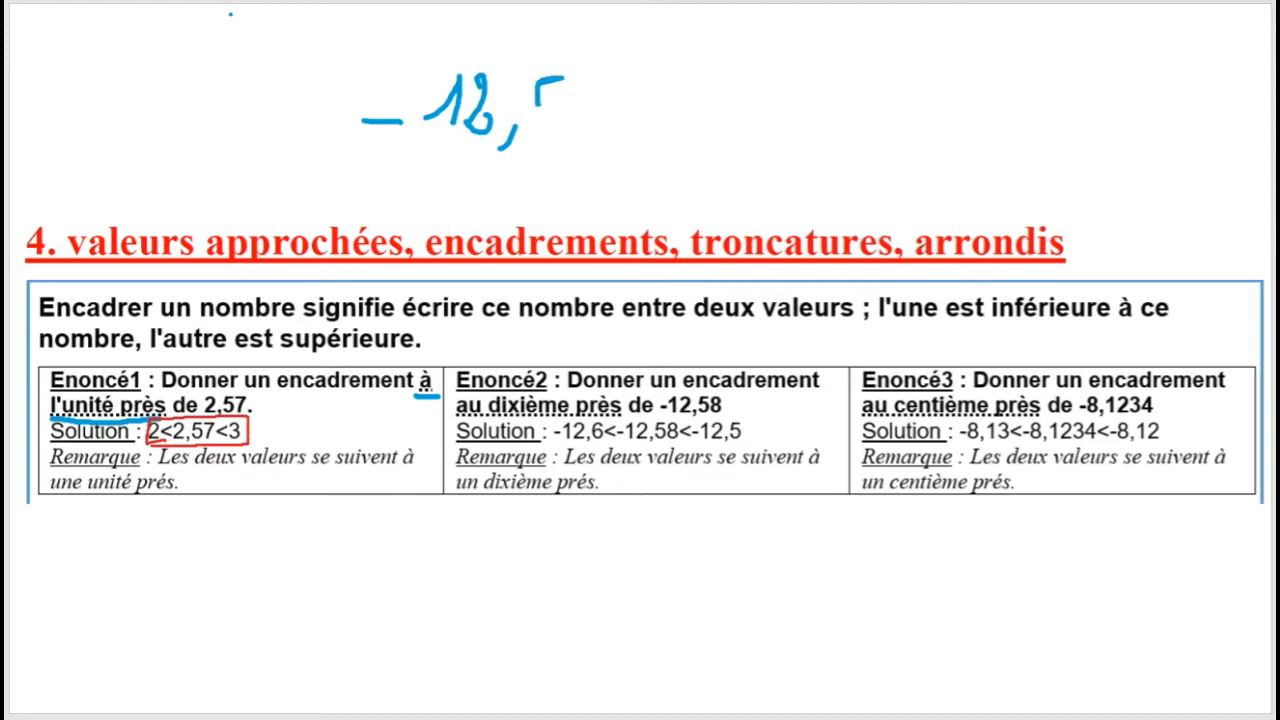 - 12,
4. valeurs approchées, encadrements, troncatures, arrondis
Encadrer un nombre signifie écrire ce nombre entre deux valeurs ; l'une est inférieure à ce
nombre, l'autre est supérieure.
Enoncé1 : Donner un encadrement à
l'unité près de 2,57.
Solution : 2<2,57<3
Remarque : Les deux valeurs se suivent à
une unité prés.
Enoncé2 : Donner un encadrement
au dixième près de -12,58
Solution : -12,6<-12,58<-12,5
Remarque : Les deux valeurs se suivent à
un dixième prés.
Enoncé3 : Donner un encadrement
au centième près de -8,1234
Solution : -8,13<-8,1234<-8,12
Remarque : Les deux valeurs se suivent à
un centième prés.